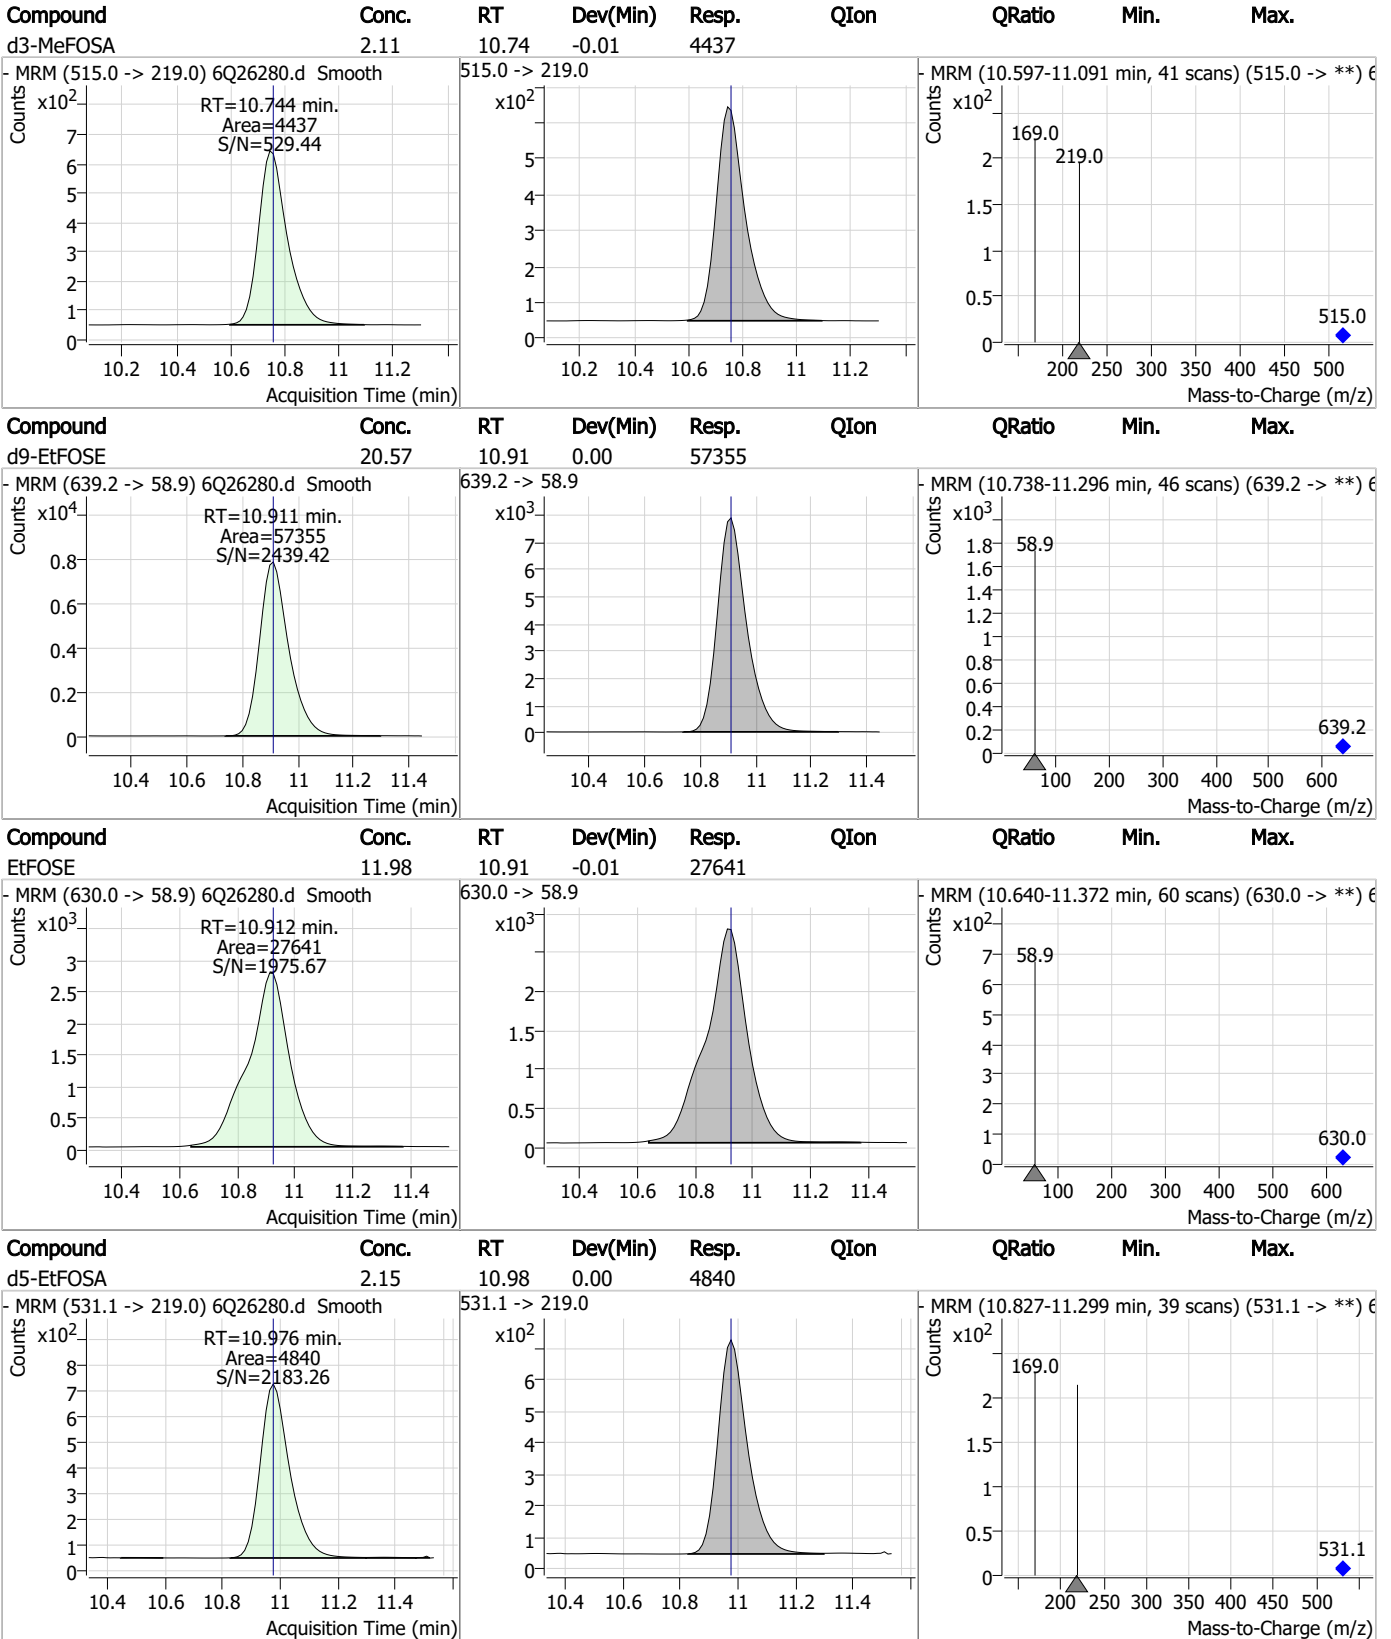 Compound Conc. RT Dev(Min) Resp. QIon QRatio Min. Max.
d3-MeFOSA 2.11 10.74 -0.01 4437
- MRM (515.0 -> 219.0) 6Q26280.d Smooth 515.0 -> 219.0 - MRM (10.597-11.091 min, 41 scans) (515.0 -> **) 6
Counts x10² RT=10.744 min. x10² Counts x10²
Area=4437
S/N=529.44
7 6 5 4 3 2 1 0
5 4 3 2 1 0
2 1.5 1 0.5 0
169.0 219.0 515.0
10.2 10.4 10.6 10.8 11 11.2 10.2 10.4 10.6 10.8 11 11.2 200 250 300 350 400 450 500
Acquisition Time (min) Mass-to-Charge (m/z)
Compound Conc. RT Dev(Min) Resp. QIon QRatio Min. Max.
d9-EtFOSE 20.57 10.91 0.00 57355
- MRM (639.2 -> 58.9) 6Q26280.d Smooth 639.2 -> 58.9 - MRM (10.738-11.296 min, 46 scans) (639.2 -> **) 6
Counts x10⁴ RT=10.911 min. x10³ Counts x10³
Area=57355
S/N=2439.42
0.8 0.6 0.4 0.2 0
7 6 5 4 3 2 1 0
1.8 1.6 1.4 1.2 1 0.8 0.6 0.4 0.2 0
58.9 639.2
10.4 10.6 10.8 11 11.2 11.4 10.4 10.6 10.8 11 11.2 11.4 100 200 300 400 500 600
Acquisition Time (min) Mass-to-Charge (m/z)
Compound Conc. RT Dev(Min) Resp. QIon QRatio Min. Max.
EtFOSE 11.98 10.91 -0.01 27641
- MRM (630.0 -> 58.9) 6Q26280.d Smooth 630.0 -> 58.9 - MRM (10.640-11.372 min, 60 scans) (630.0 -> **) 6
Counts x10³ RT=10.912 min. x10³ Counts x10²
Area=27641
S/N=1975.67
3 2.5 2 1.5 1 0.5 0
2 1.5 1 0.5 0
7 6 5 4 3 2 1 0
58.9 630.0
10.4 10.6 10.8 11 11.2 11.4 10.4 10.6 10.8 11 11.2 11.4 100 200 300 400 500 600
Acquisition Time (min) Mass-to-Charge (m/z)
Compound Conc. RT Dev(Min) Resp. QIon QRatio Min. Max.
d5-EtFOSA 2.15 10.98 0.00 4840
- MRM (531.1 -> 219.0) 6Q26280.d Smooth 531.1 -> 219.0 - MRM (10.827-11.299 min, 39 scans) (531.1 -> **) 6
Counts x10² RT=10.976 min. x10² Counts x10²
Area=4840
S/N=2183.26
8 7 6 5 4 3 2 1 0
6 5 4 3 2 1 0
2 1.5 1 0.5 0
169.0 531.1
10.4 10.6 10.8 11 11.2 11.4 10.4 10.6 10.8 11 11.2 11.4 200 250 300 350 400 450 500
Acquisition Time (min) Mass-to-Charge (m/z)